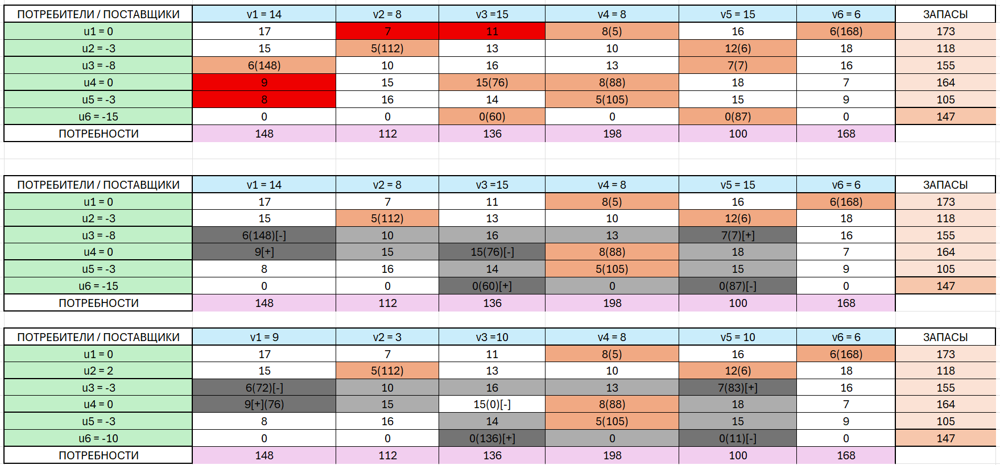 ПОТРЕБИТЕЛИ / ПОСТАВЩИКИ v1 = 14 v2 = 8 v3 =15 v4 = 8 v5 = 15 v6 = 6 ЗАПАСЫ
u1 = 0 17 7 11 8(5) 16 6(168) 173
u2 = -3 15 5(112) 13 10 12(6) 18 118
u3 = -8 6(148) 10 16 13 7(7) 16 155
u4 = 0 9 15 15(76) 8(88) 18 7 164
u5 = -3 8 16 14 5(105) 15 9 105
u6 = -15 0 0 0(60) 0 0(87) 0 147
ПОТРЕБНОСТИ 148 112 136 198 100 168
ПОТРЕБИТЕЛИ / ПОСТАВЩИКИ v1 = 14 v2 = 8 v3 =15 v4 = 8 v5 = 15 v6 = 6 ЗАПАСЫ
u1 = 0 17 7 11 8(5) 16 6(168) 173
u2 = -3 15 5(112) 13 10 12(6) 18 118
u3 = -8 6(148)[-] 10 16 13 7(7)[+] 16 155
u4 = 0 9[+] 15 15(76)[-] 8(88) 18 7 164
u5 = -3 8 16 14 5(105) 15 9 105
u6 = -15 0 0 0(60)[+] 0 0(87)[-] 0 147
ПОТРЕБНОСТИ 148 112 136 198 100 168
ПОТРЕБИТЕЛИ / ПОСТАВЩИКИ v1 = 9 v2 = 3 v3 =10 v4 = 8 v5 = 10 v6 = 6 ЗАПАСЫ
u1 = 0 17 7 11 8(5) 16 6(168) 173
u2 = 2 15 5(112) 13 10 12(6) 18 118
u3 = -3 6(72)[-] 10 16 13 7(83)[+] 16 155
u4 = 0 9[+](76) 15 15(0)[-] 8(88) 18 7 164
u5 = -3 8 16 14 5(105) 15 9 105
u6 = -10 0 0 0(136)[+] 0 0(11)[-] 0 147
ПОТРЕБНОСТИ 148 112 136 198 100 168